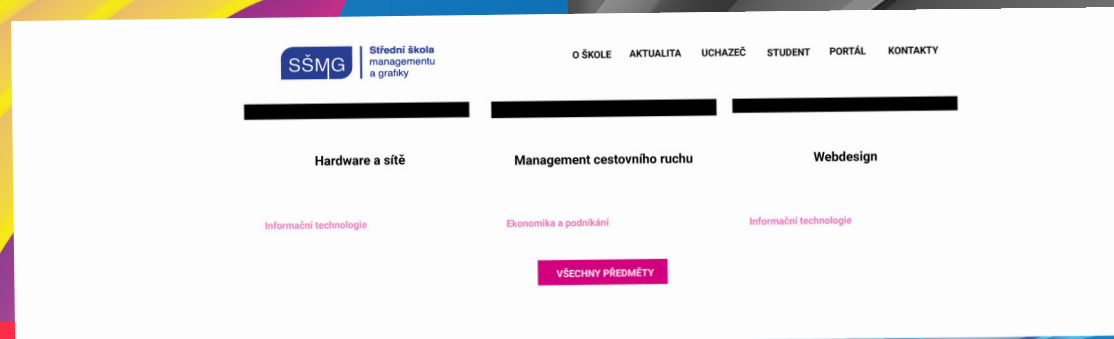 SŠMG
Střední škola
managementu
a grafiky
O ŠKOLE AKTUALITA UCHAZEČ STUDENT PORTÁL KONTAKTY
Hardware a sítě Management cestovního ruchu Webdesign
Informační technologie Ekonomika a podnikání Informační technologie
VŠECHNY PŘEDMĚTY